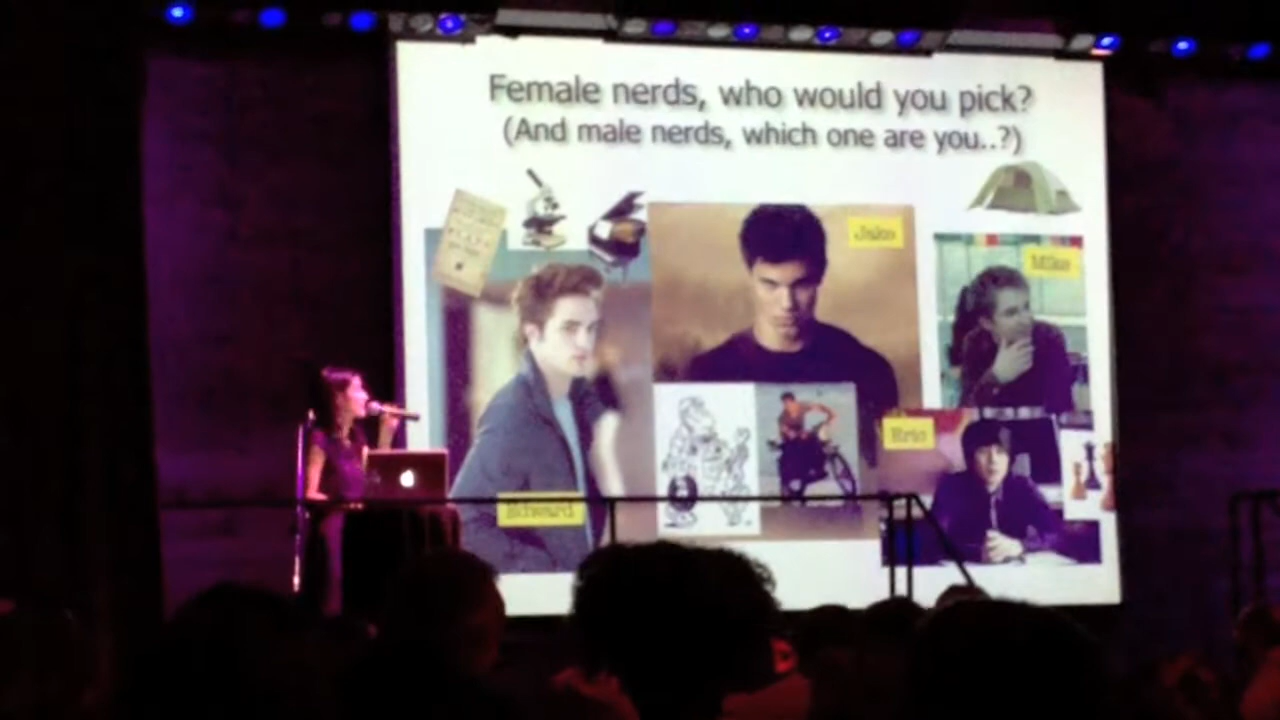 Female nerds, who would you pick?
(And male nerds, which one are you..?)
Jake
Mike
Eric
Edward